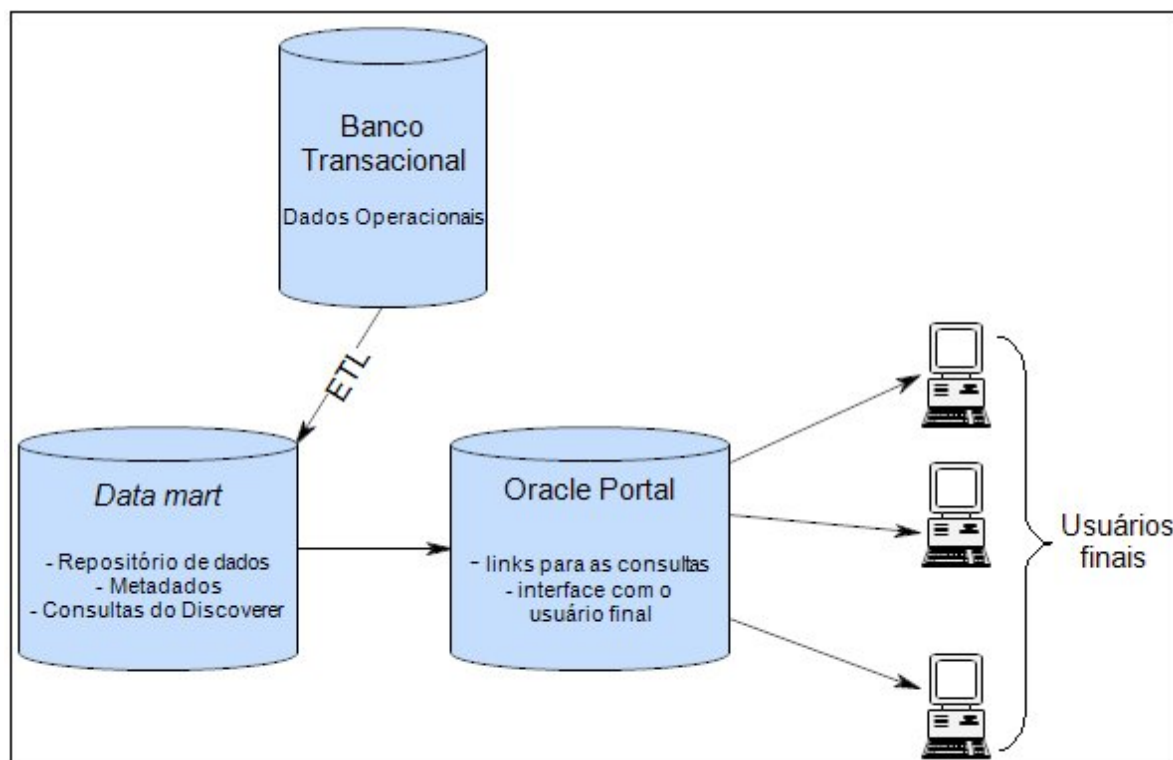 Banco
Transacional
Dados Operacionais
ETL
Data mart
- Repositório de dados
- Metadados
- Consultas do Discoverer
Oracle Portal
- links para as consultas
- interface com o
usuário final
Usuários
finais